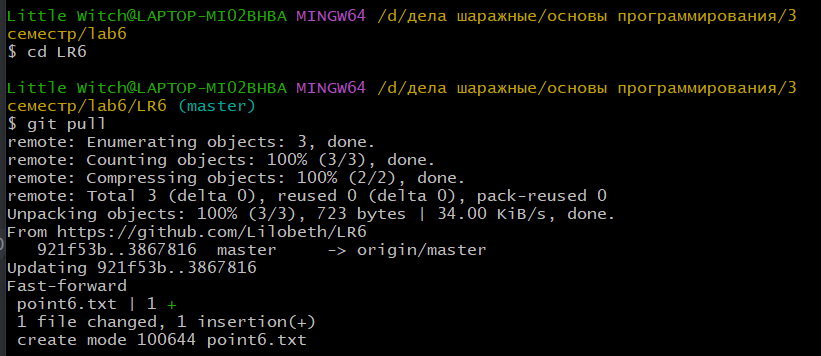 Little Witch@LAPTOP-MIO2BHBA MINGW64 /d/дела шаражные/основы программирования/3
семестр/lab6
$ cd LR6
Little Witch@LAPTOP-MIO2BHBA MINGW64 /d/дела шаражные/основы программирования/3
семестр/lab6/LR6 (master)
$ git pull
remote: Enumerating objects: 3, done.
remote: Counting objects: 100% (3/3), done.
remote: Compressing objects: 100% (2/2), done.
remote: Total 3 (delta 0), reused 0 (delta 0), pack-reused 0
Unpacking objects: 100% (3/3), 723 bytes | 34.00 KiB/s, done.
From https://github.com/Lilobeth/LR6
   921f53b..3867816  master     -> origin/master
Updating 921f53b..3867816
Fast-forward
 point6.txt | 1 +
 1 file changed, 1 insertion(+)
 create mode 100644 point6.txt